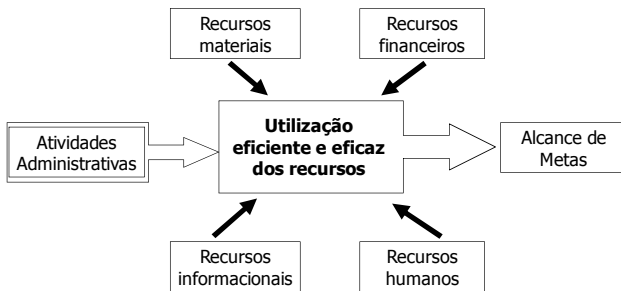 Recursos
materiais
Recursos
financeiros
Atividades
Administrativas
Utilização
eficiente e eficaz
dos recursos
Alcance de
Metas
Recursos
informacionais
Recursos
humanos